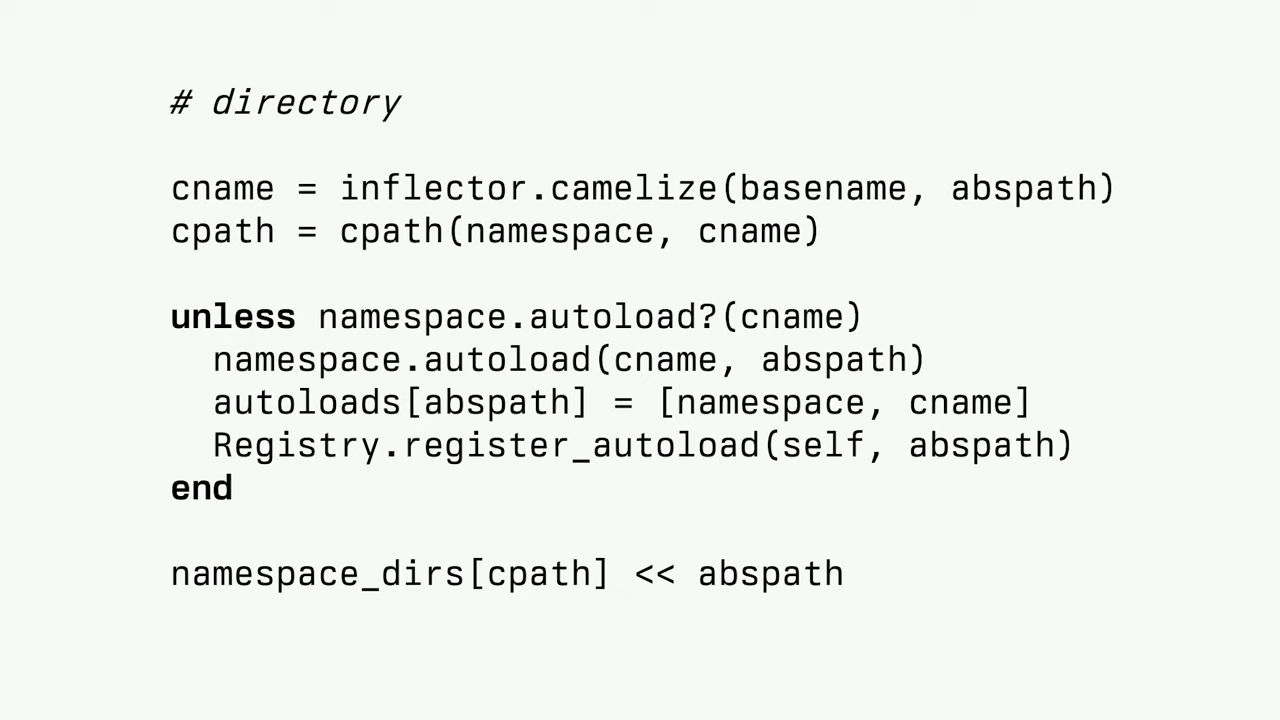 # directory
cname = inflector.camelize(basename, abspath)
cpath = cpath(namespace, cname)
unless namespace.autoload?(cname)
  namespace.autoload(cname, abspath)
  autoloads[abspath] = [namespace, cname]
  Registry.register_autoload(self, abspath)
end
namespace_dirs[cpath] << abspath